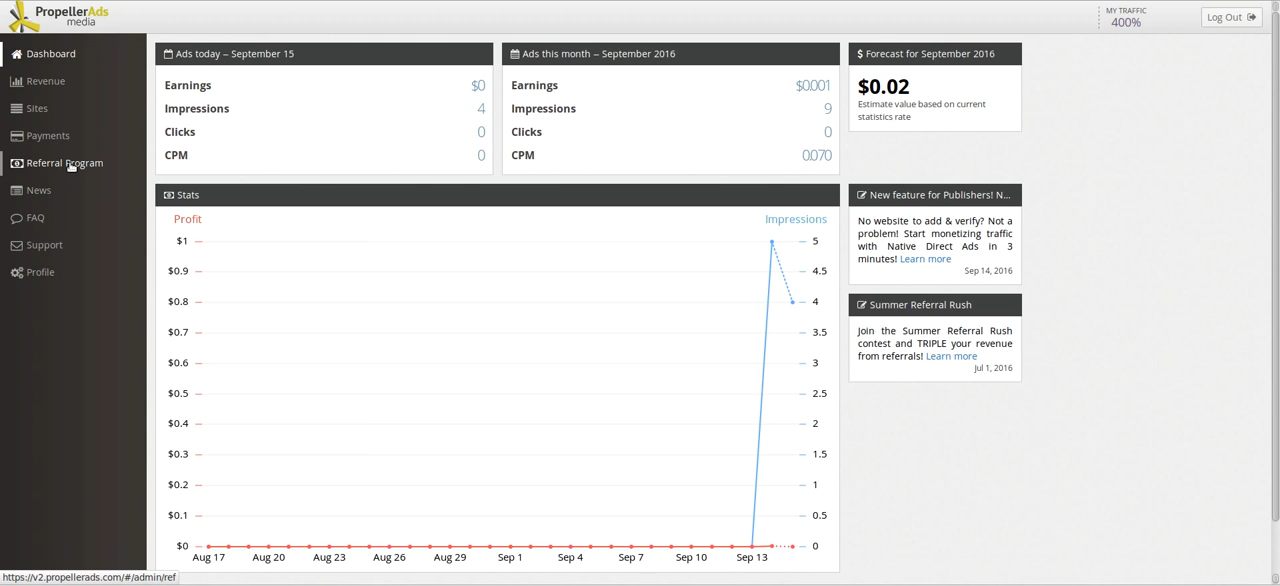 PropellerAds
media
MY TRAFFIC
400%
Log Out
Dashboard
Revenue
Sites
Payments
Referral Program
News
FAQ
Support
Profile
Ads today – September 15
Earnings $0
Impressions 4
Clicks 0
CPM 0
Ads this month – September 2016
Earnings $0.001
Impressions 9
Clicks 0
CPM 0.070
$ Forecast for September 2016
$0.02
Estimate value based on current
statistics rate
Stats
Profit Impressions
$1 5
$0.9 4.5
$0.8 4
$0.7 3.5
$0.6 3
$0.5 2.5
$0.4 2
$0.3 1.5
$0.2 1
$0.1 0.5
$0 0
Aug 17 Aug 20 Aug 23 Aug 26 Aug 29 Sep 1 Sep 4 Sep 7 Sep 10 Sep 13
New feature for Publishers! N...
No website to add & verify? Not a
problem! Start monetizing traffic
with Native Direct Ads in 3
minutes! Learn more
Sep 14, 2016
Summer Referral Rush
Join the Summer Referral Rush
contest and TRIPLE your revenue
from referrals! Learn more
Jul 1, 2016
https://v2.propellerads.com/#/admin/ref